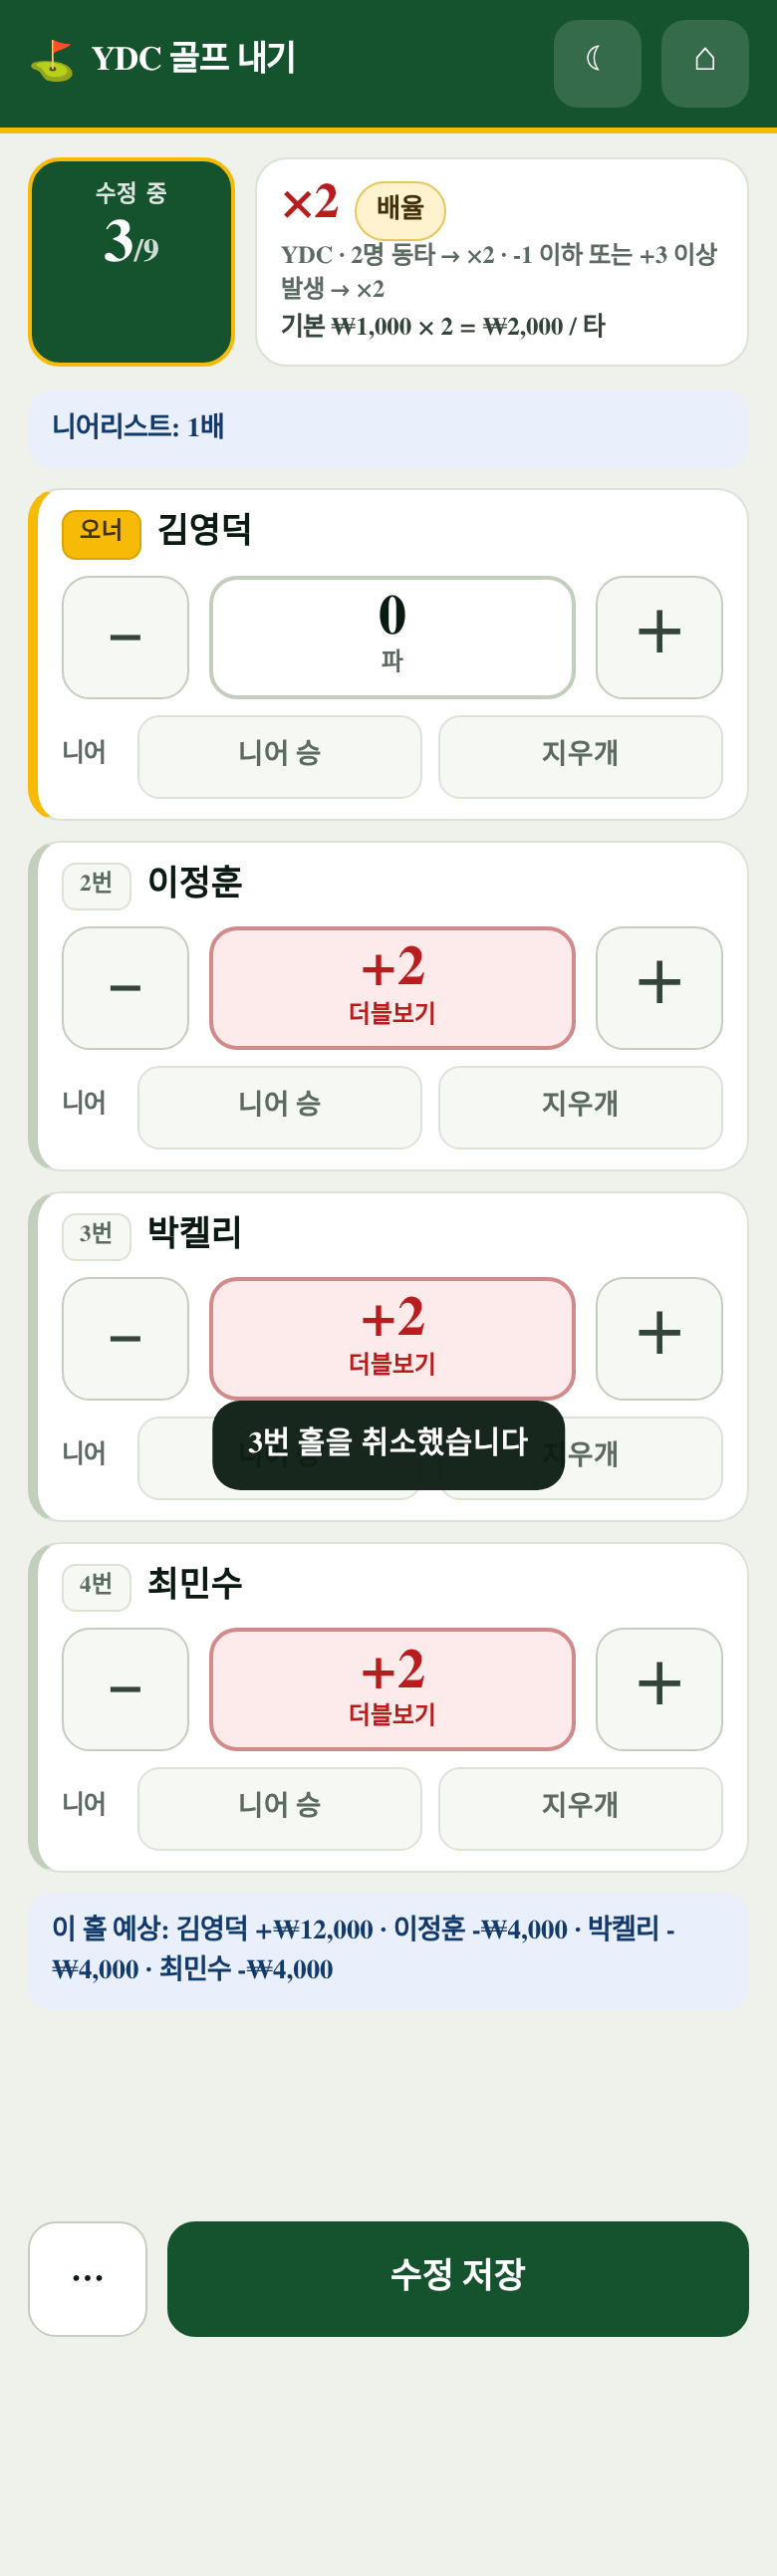 YDC 골프 내기
수정 중
3/9
×2 배율
YDC · 2명 동타 → ×2 · -1 이하 또는 +3 이상
발생 → ×2
기본 ₩1,000 × 2 = ₩2,000 / 타
니어리스트: 1배
오너 김영덕
−
0
파
+
니어 니어 승 지우개
2번 이정훈
−
+2
더블보기
+
니어 니어 승 지우개
3번 박켈리
−
+2
더블보기
+
3번 홀을 취소했습니다
니어 지우개
4번 최민수
−
+2
더블보기
+
니어 니어 승 지우개
이 홀 예상: 김영덕 +₩12,000 · 이정훈 -₩4,000 · 박켈리 -
₩4,000 · 최민수 -₩4,000
... 수정 저장